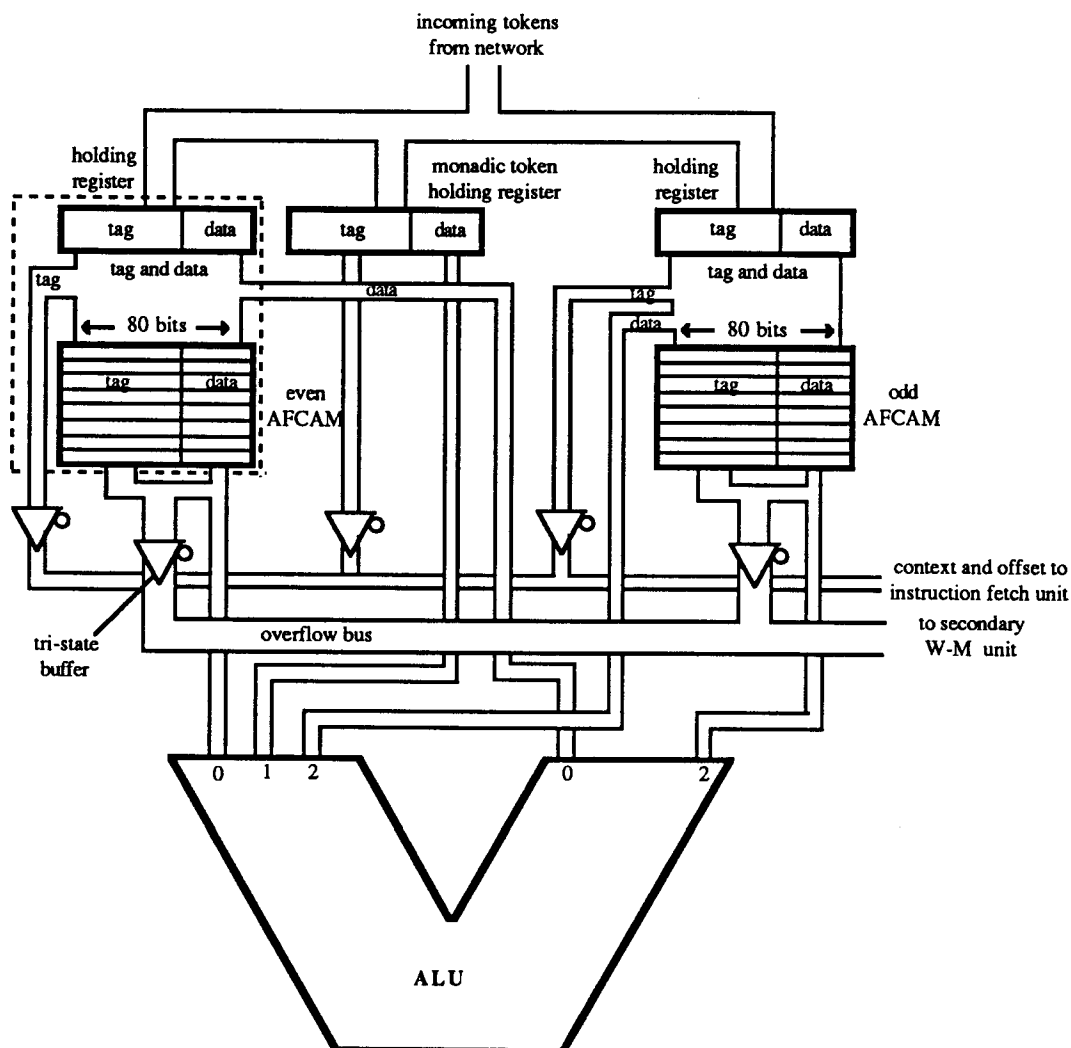 incoming tokens
from network
holding
register
monadic token
holding register
holding
register
tag data
tag data
tag data
tag and data
tag and data
tag
data
tag
data
80 bits
80 bits
tag data
tag data
even
AFCAM
odd
AFCAM
context and offset to
instruction fetch unit
to secondary
W-M unit
overflow bus
tri-state
buffer
0
1
2
0
2
ALU